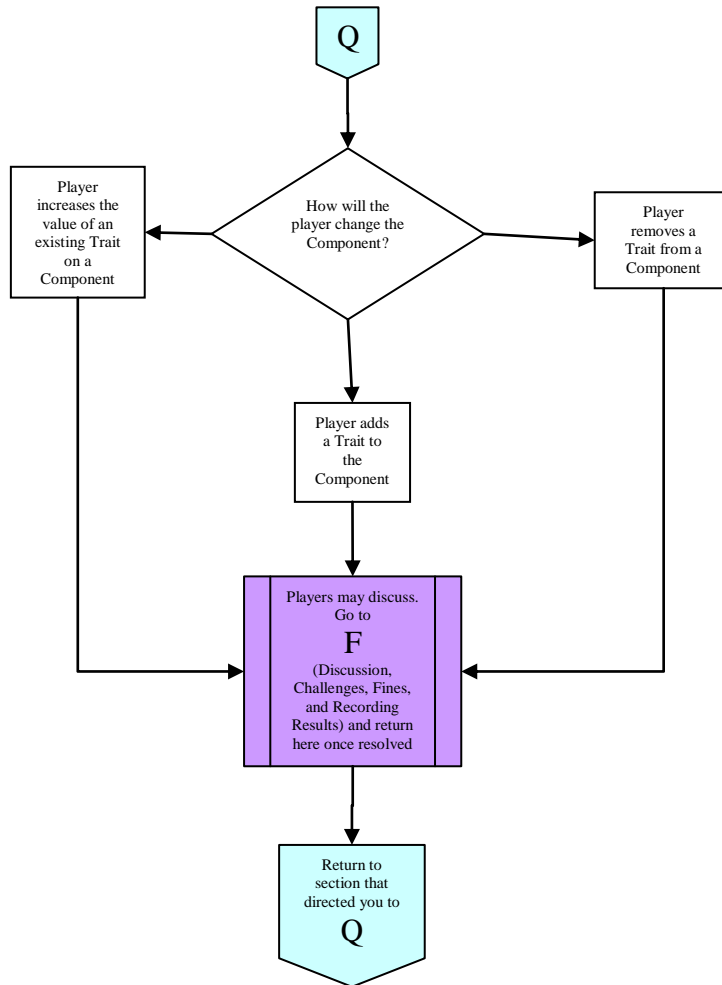 Q
How will the
player change the
Component?
Player
increases the
value of an
existing Trait
on a
Component
Player
removes a
Trait from a
Component
Player adds
a Trait to
the
Component
Players may discuss.
Go to
F
(Discussion,
Challenges, Fines,
and Recording
Results) and return
here once resolved
Return to
section that
directed you to
Q